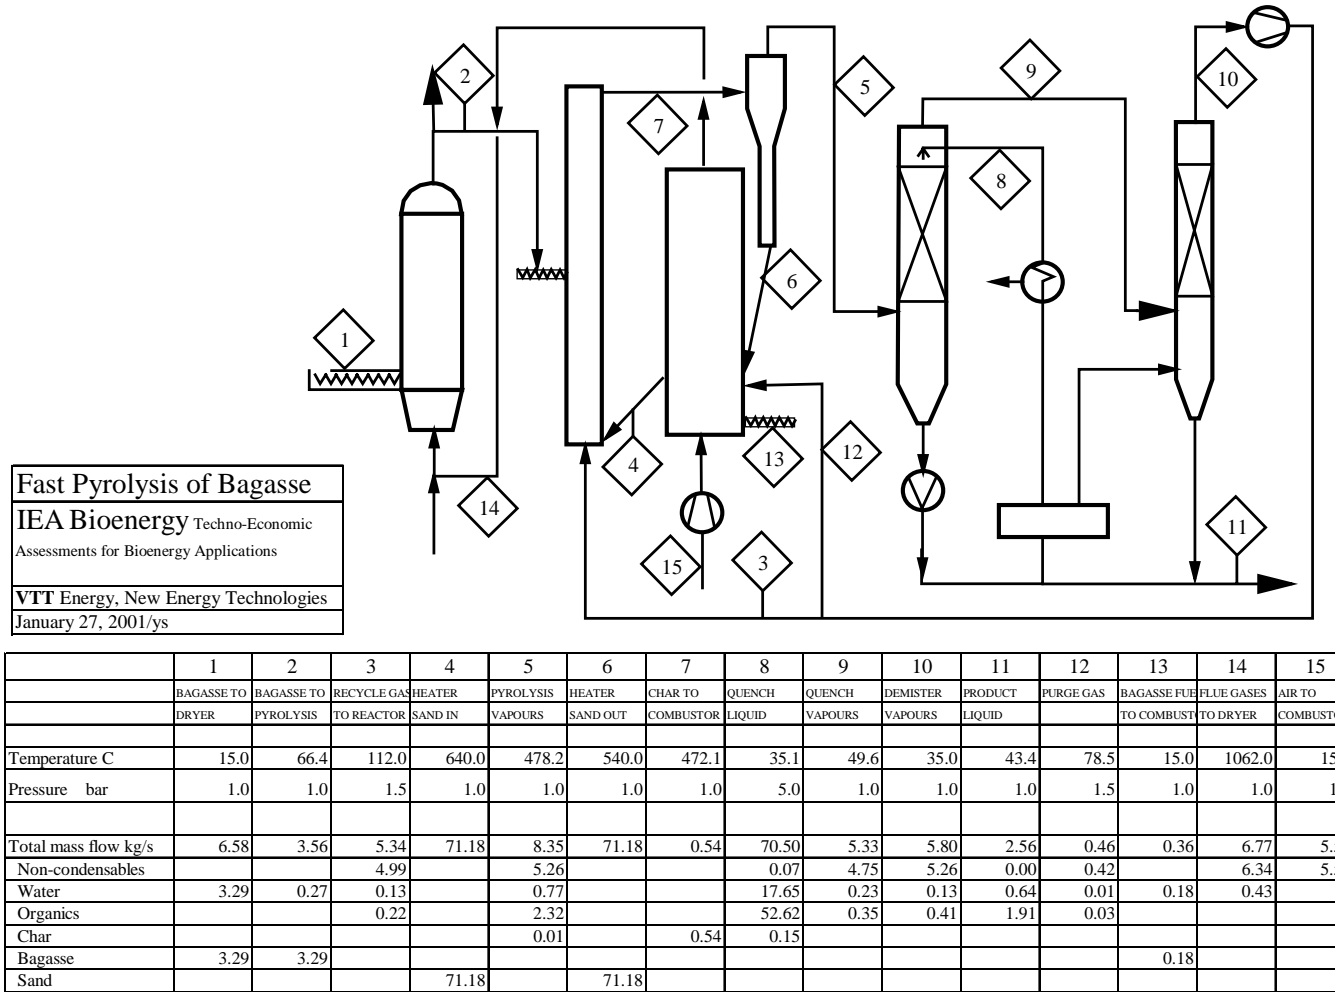 2
5
9
10
7
8
6
1
4
13
12
14
15
3
11
Fast Pyrolysis of Bagasse
IEA Bioenergy Techno-Economic
Assessments for Bioenergy Applications
VTT Energy, New Energy Technologies
January 27, 2001/ys
1 2 3 4 5 6 7 8 9 10 11 12 13 14 15
BAGASSE TO BAGASSE TO RECYCLE GAS HEATER PYROLYSIS HEATER CHAR TO QUENCH QUENCH DEMISTER PRODUCT PURGE GAS BAGASSE FUE FLUE GASES AIR TO
DRYER PYROLYSIS TO REACTOR SAND IN VAPOURS SAND OUT COMBUSTOR LIQUID VAPOURS VAPOURS LIQUID TO COMBUST TO DRYER COMBUST
Temperature C 15.0 66.4 112.0 640.0 478.2 540.0 472.1 35.1 49.6 35.0 43.4 78.5 15.0 1062.0 15
Pressure bar 1.0 1.0 1.5 1.0 1.0 1.0 1.0 5.0 1.0 1.0 1.0 1.5 1.0 1.0 1
Total mass flow kg/s 6.58 3.56 5.34 71.18 8.35 71.18 0.54 70.50 5.33 5.80 2.56 0.46 0.36 6.77 5.
Non-condensables 4.99 5.26 0.07 4.75 5.26 0.00 0.42 6.34 5.
Water 3.29 0.27 0.13 0.77 17.65 0.23 0.13 0.64 0.01 0.18 0.43
Organics 0.22 2.32 52.62 0.35 0.41 1.91 0.03
Char 0.01 0.54 0.15
Bagasse 3.29 3.29 0.18
Sand 71.18 71.18